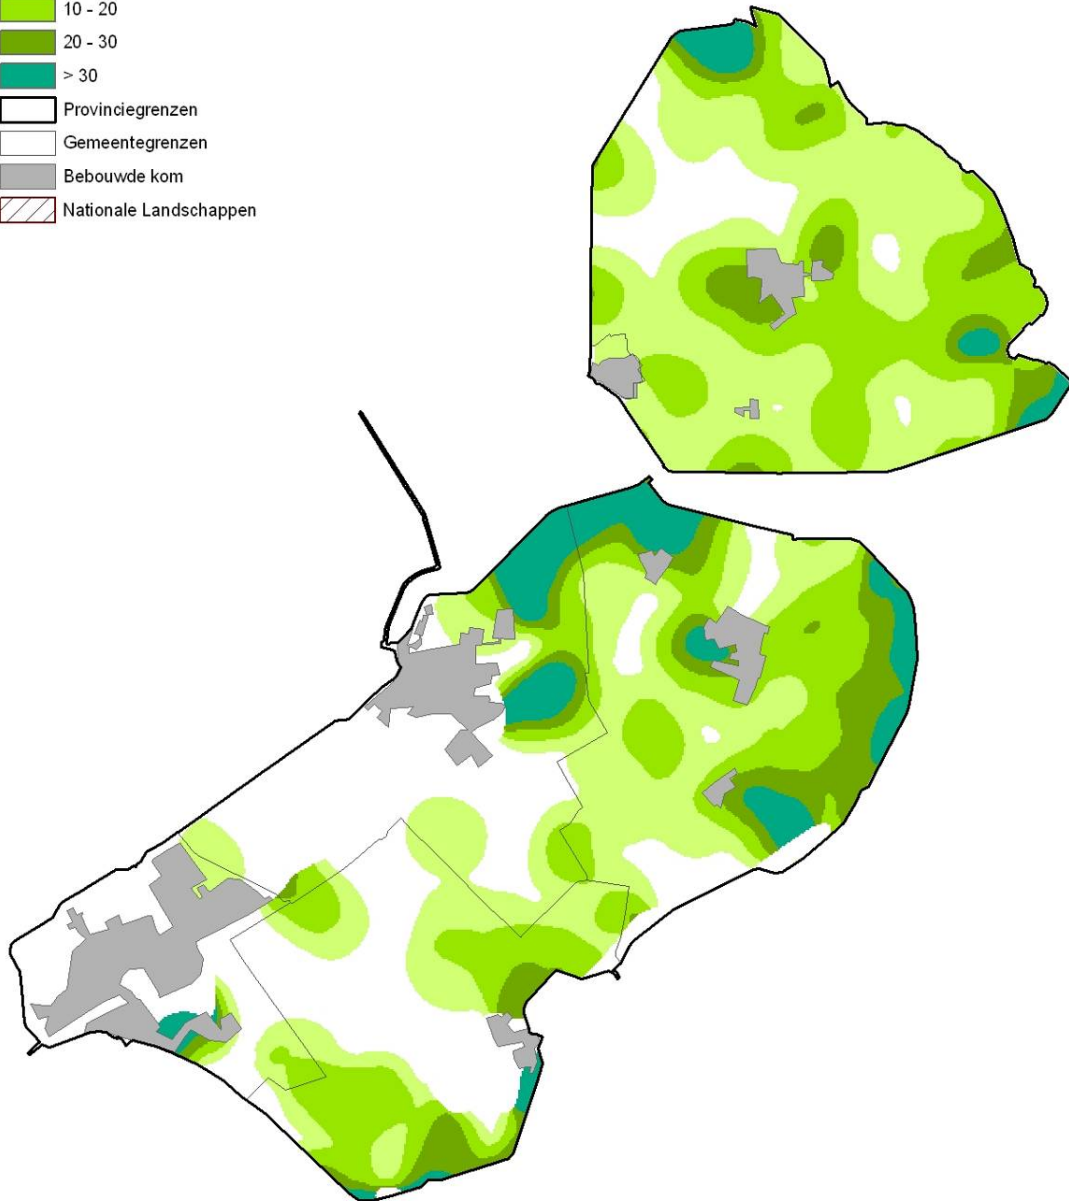 10 - 20
20 - 30
> 30
Provinciegrenzen
Gemeentegrenzen
Bebouwde kom
Nationale Landschappen